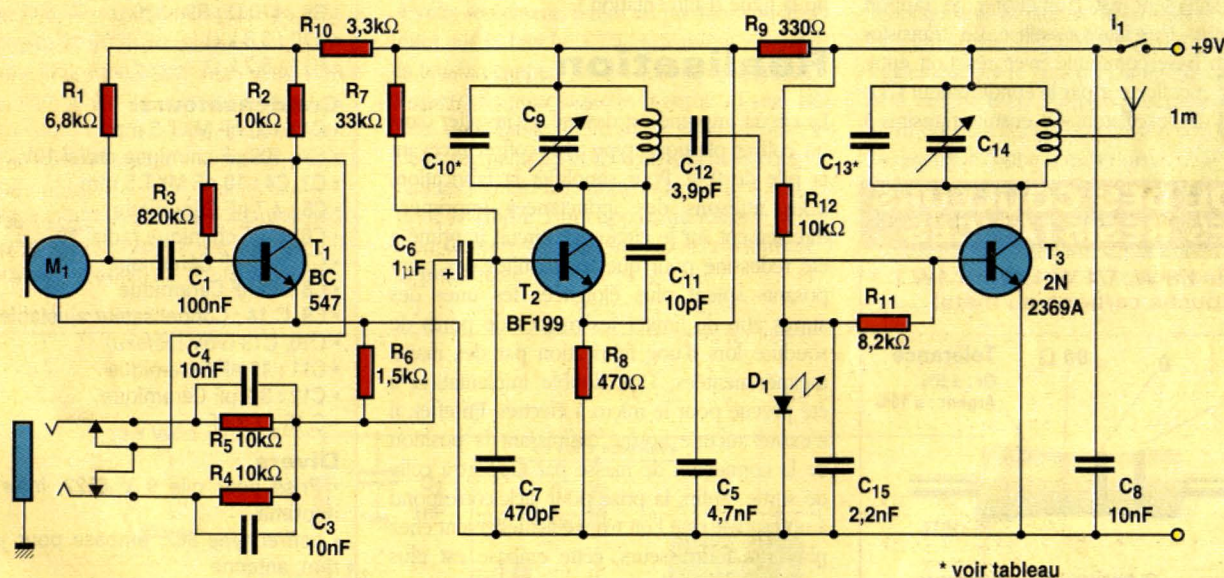 R10 3,3kΩ
R9 330Ω
I1
+9V
R1
6,8kΩ
R2
10kΩ
R7
33kΩ
C10*
C9
C12
3,9pF
C13*
C14
1m
R3
820kΩ
R12
10kΩ
M1
C1
100nF
T1
BC
547
C6
1µF
+
T2
BF199
C11
10pF
T3
2N
2369A
R11
8,2kΩ
C4
10nF
R6
1,5kΩ
R8
470Ω
D1
R5 10kΩ
R4 10kΩ
C3
10nF
C7
470pF
C5
4,7nF
C15
2,2nF
C8
10nF
* voir tableau